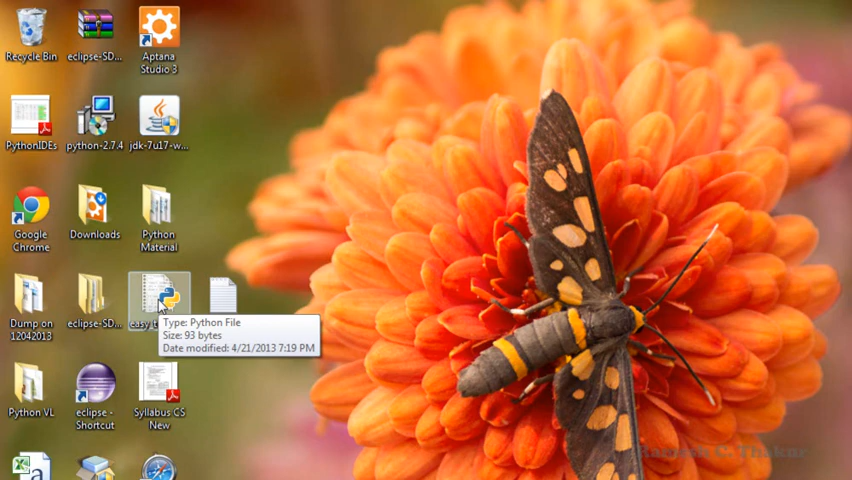 Recycle Bin
eclipse-SD...
Aptana
Studio 3
PythonIDEs
python-2.7.4
jdk-7u17-w...
Google
Chrome
Downloads
Python
Material
Dump on
12042013
eclipse-SD...
Type: Python File
Size: 93 bytes
Date modified: 4/21/2013 7:19 PM
Python VL
eclipse -
Shortcut
Syllabus CS
New
Ramesh C. Thakur